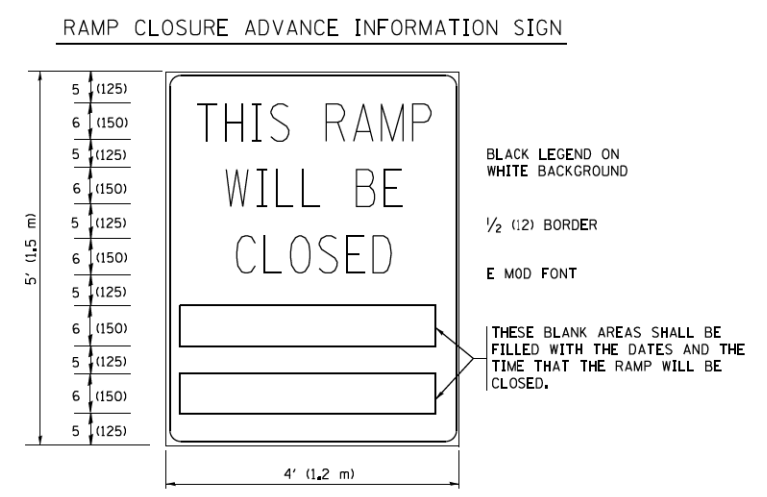 RAMP CLOSURE ADVANCE INFORMATION SIGN
5 (125)
6 (150)
5 (125)
6 (150)
5 (125)
6 (150)
5 (125)
6 (150)
5 (125)
6 (150)
5 (125)
5' (1.5 m)
THIS RAMP
WILL BE
CLOSED
4' (1.2 m)
BLACK LEGEND ON
WHITE BACKGROUND
1/2 (12) BORDER
E MOD FONT
THESE BLANK AREAS SHALL BE
FILLED WITH THE DATES AND THE
TIME THAT THE RAMP WILL BE
CLOSED.